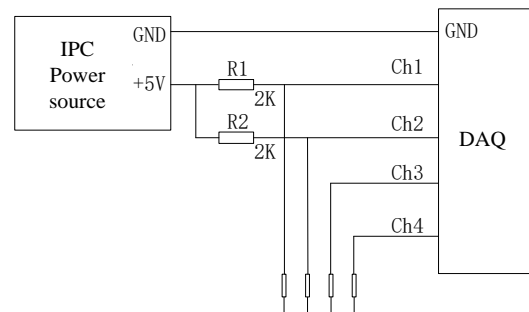 IPC
Power
source
GND
+5V
R1
2K
R2
2K
GND
Ch1
Ch2
Ch3
Ch4
DAQ